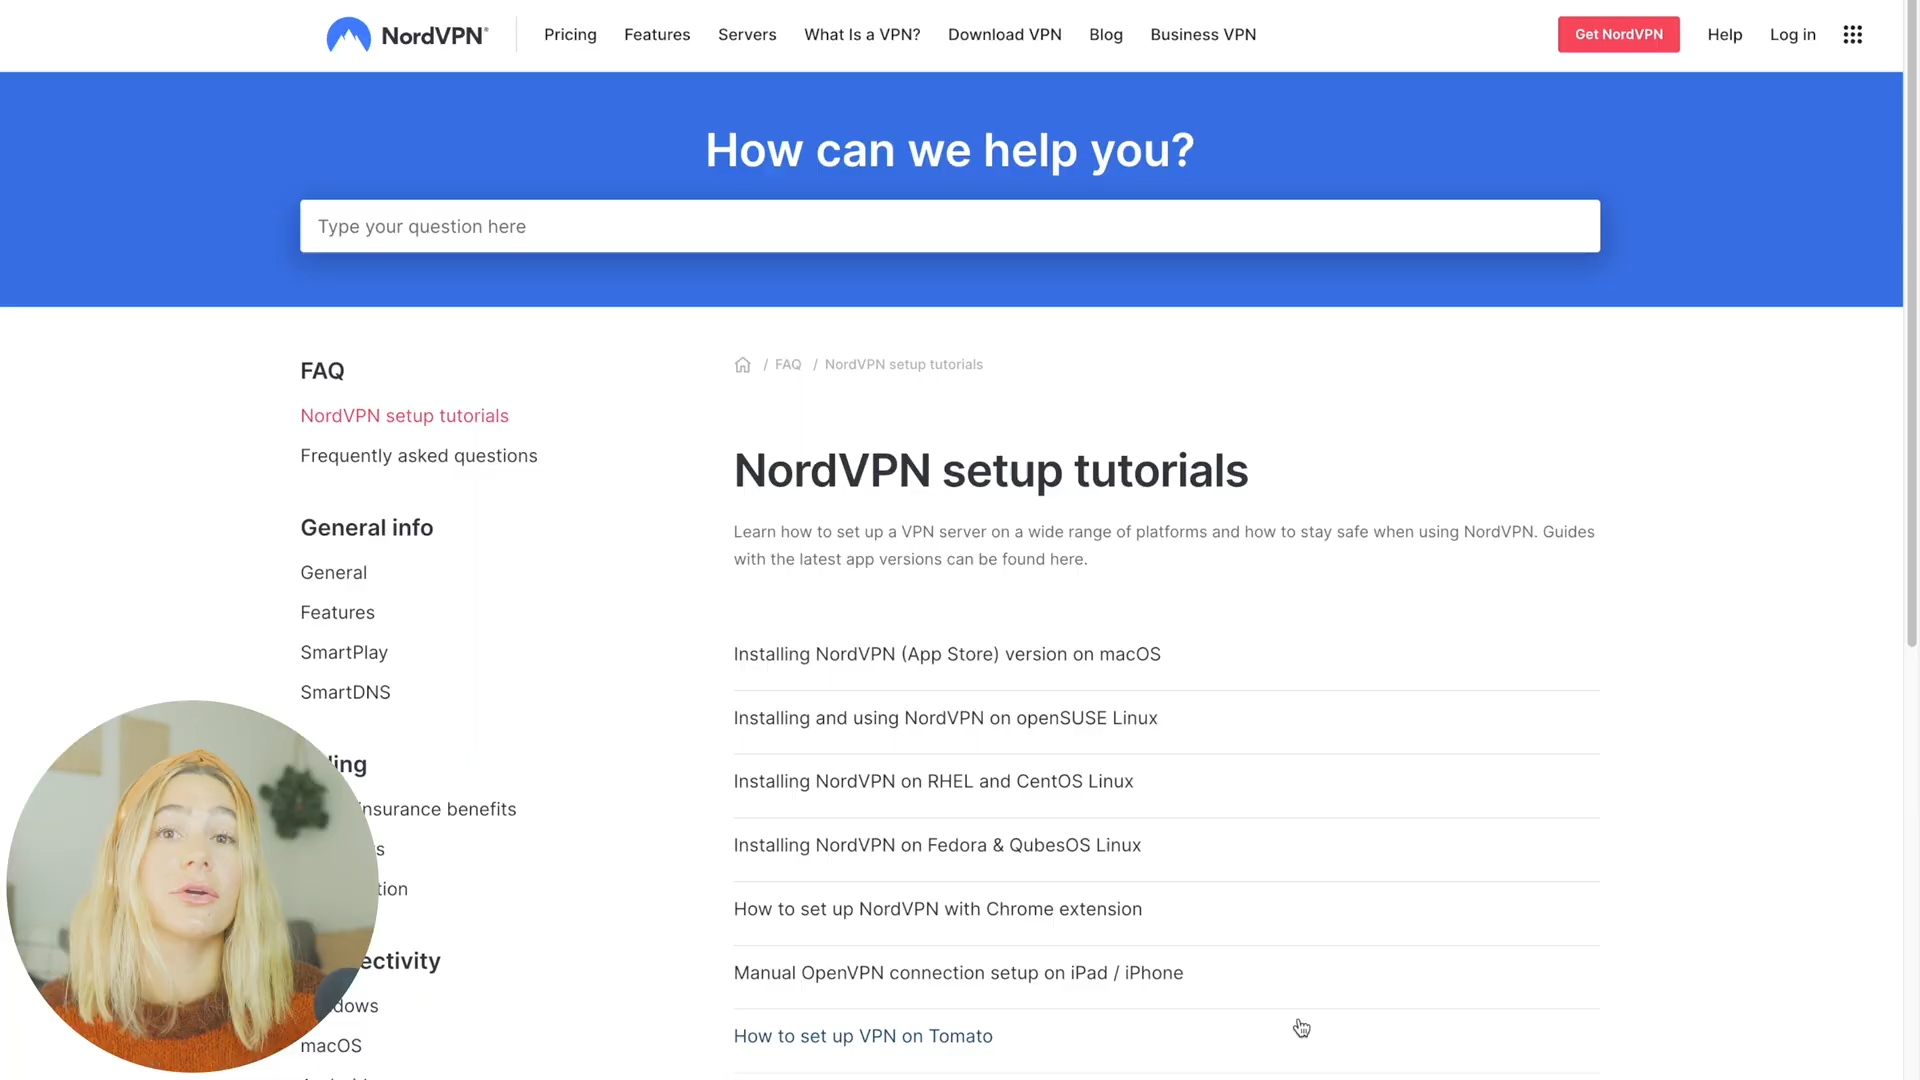 NordVPN®
Pricing
Features
Servers
What Is a VPN?
Download VPN
Blog
Business VPN
Get NordVPN
Help
Log in
How can we help you?
Type your question here
FAQ
NordVPN setup tutorials
Frequently asked questions
General info
General
Features
SmartPlay
SmartDNS
insurance benefits
macOS
/ FAQ / NordVPN setup tutorials
NordVPN setup tutorials
Learn how to set up a VPN server on a wide range of platforms and how to stay safe when using NordVPN. Guides
with the latest app versions can be found here.
Installing NordVPN (App Store) version on macOS
Installing and using NordVPN on openSUSE Linux
Installing NordVPN on RHEL and CentOS Linux
Installing NordVPN on Fedora & QubesOS Linux
How to set up NordVPN with Chrome extension
Manual OpenVPN connection setup on iPad / iPhone
How to set up VPN on Tomato